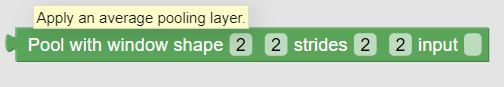 Apply an average pooling layer.
Pool with window shape 2 2 strides 2 2 input